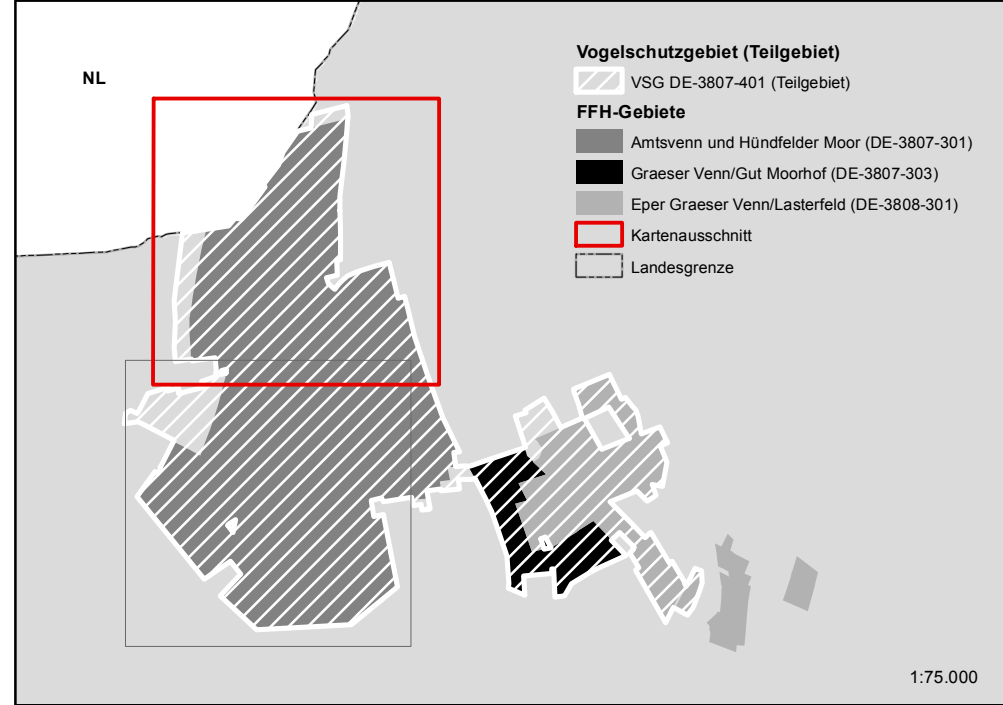 NL
Vogelschutzgebiet (Teilgebiet)
VSG DE-3807-401 (Teilgebiet)
FFH-Gebiete
Amtsvenn und Hündfelder Moor (DE-3807-301)
Graeser Venn/Gut Moorhof (DE-3807-303)
Eper Graeser Venn/Lasterfeld (DE-3808-301)
Kartenausschnitt
Landesgrenze
1:75.000